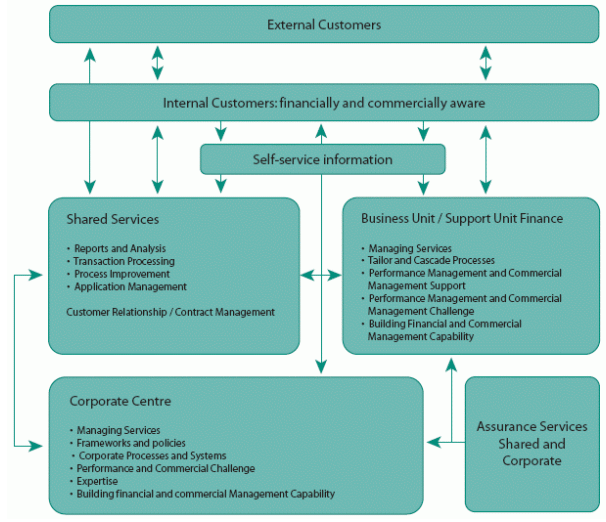 External Customers
Internal Customers: financially and commercially aware
Self-service information
Shared Services
• Reports and Analysis
• Transaction Processing
• Process Improvement
• Application Management
Customer Relationship / Contract Management
Business Unit / Support Unit Finance
• Managing Services
• Tailor and Cascade Processes
• Performance Management and Commercial
Management Support
• Performance Management and Commercial
Management Challenge
• Building Financial and Commercial
Management Capability
Corporate Centre
• Managing Services
• Frameworks and policies
• Corporate Processes and Systems
• Performance and Commercial Challenge
• Expertise
• Building financial and commercial Management Capability
Assurance Services
Shared and
Corporate